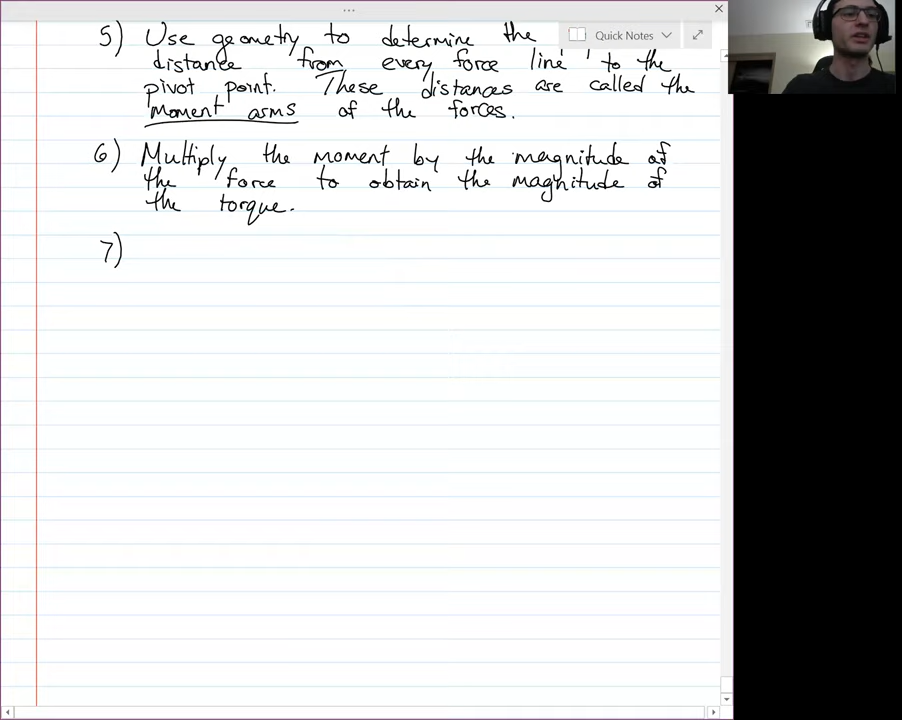 5) Use geometry to determine the
Quick Notes
distance from every force line to the
pivot point. These distances are called the
moment arms of the forces.
6) Multiply the moment by the magnitude of
the force to obtain the magnitude of
the torque.
7)